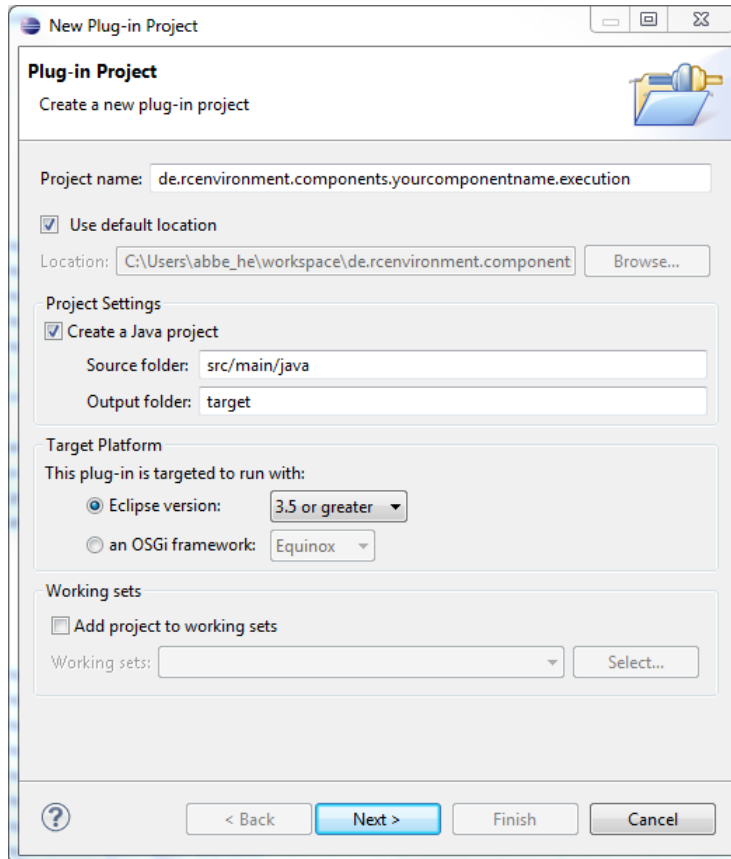 New Plug-in Project
Plug-in Project
Create a new plug-in project
Project name: de.rcenvironment.components.yourcomponentname.execution
Use default location
Location: C:\Users\abbe_he\workspace\de.rcenvironment.component Browse...
Project Settings
Create a Java project
Source folder: src/main/java
Output folder: target
Target Platform
This plug-in is targeted to run with:
Eclipse version: 3.5 or greater
an OSGi framework: Equinox
Working sets
Add project to working sets
Working sets: Select...
? < Back Next > Finish Cancel